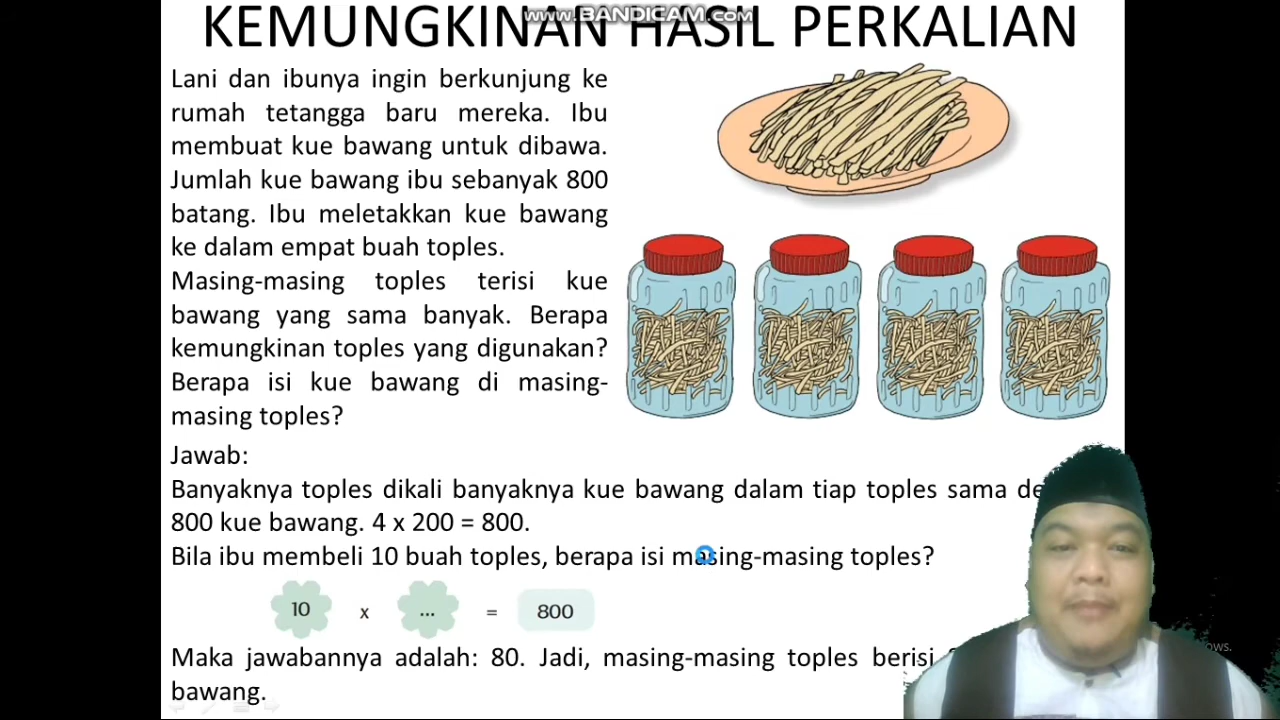 www.BANDICAM.com
KEMUNGKINAN HASIL PERKALIAN
Lani dan ibunya ingin berkunjung ke
rumah tetangga baru mereka. Ibu
membuat kue bawang untuk dibawa.
Jumlah kue bawang ibu sebanyak 800
batang. Ibu meletakkan kue bawang
ke dalam empat buah toples.
Masing-masing toples terisi kue
bawang yang sama banyak. Berapa
kemungkinan toples yang digunakan?
Berapa isi kue bawang di masing-
masing toples?
Jawab:
Banyaknya toples dikali banyaknya kue bawang dalam tiap toples sama
800 kue bawang. 4 x 200 = 800.
Bila ibu membeli 10 buah toples, berapa isi masing-masing toples?
10 x ... = 800
Maka jawabannya adalah: 80. Jadi, masing-masing toples berisi
bawang.